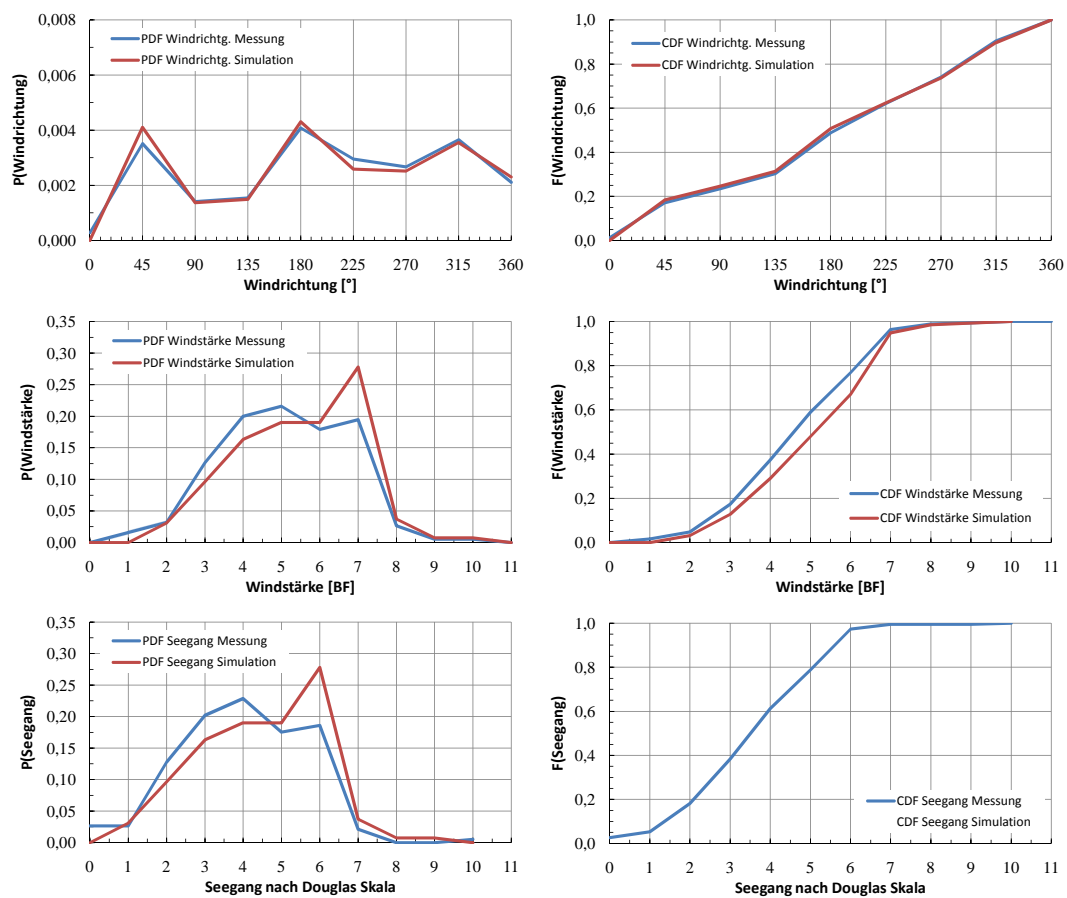 0,008
0,006
0,004
0,002
0,000
P(Windrichtung)
PDF Windrichtg. Messung
PDF Windrichtg. Simulation
0 45 90 135 180 225 270 315 360
Windrichtung [°]
1,0
0,8
0,6
0,4
0,2
0,0
F(Windrichtung)
CDF Windrichtg. Messung
CDF Windrichtg. Simulation
0 45 90 135 180 225 270 315 360
Windrichtung [°]
0,35
0,30
0,25
0,20
0,15
0,10
0,05
0,00
P(Windstärke)
PDF Windstärke Messung
PDF Windstärke Simulation
0 1 2 3 4 5 6 7 8 9 10 11
Windstärke [BF]
1,0
0,8
0,6
0,4
0,2
0,0
F(Windstärke)
CDF Windstärke Messung
CDF Windstärke Simulation
0 1 2 3 4 5 6 7 8 9 10 11
Windstärke [BF]
0,35
0,30
0,25
0,20
0,15
0,10
0,05
0,00
P(Seegang)
PDF Seegang Messung
PDF Seegang Simulation
0 1 2 3 4 5 6 7 8 9 10 11
Seegang nach Douglas Skala
1,0
0,8
0,6
0,4
0,2
0,0
F(Seegang)
CDF Seegang Messung
CDF Seegang Simulation
0 1 2 3 4 5 6 7 8 9 10 11
Seegang nach Douglas Skala